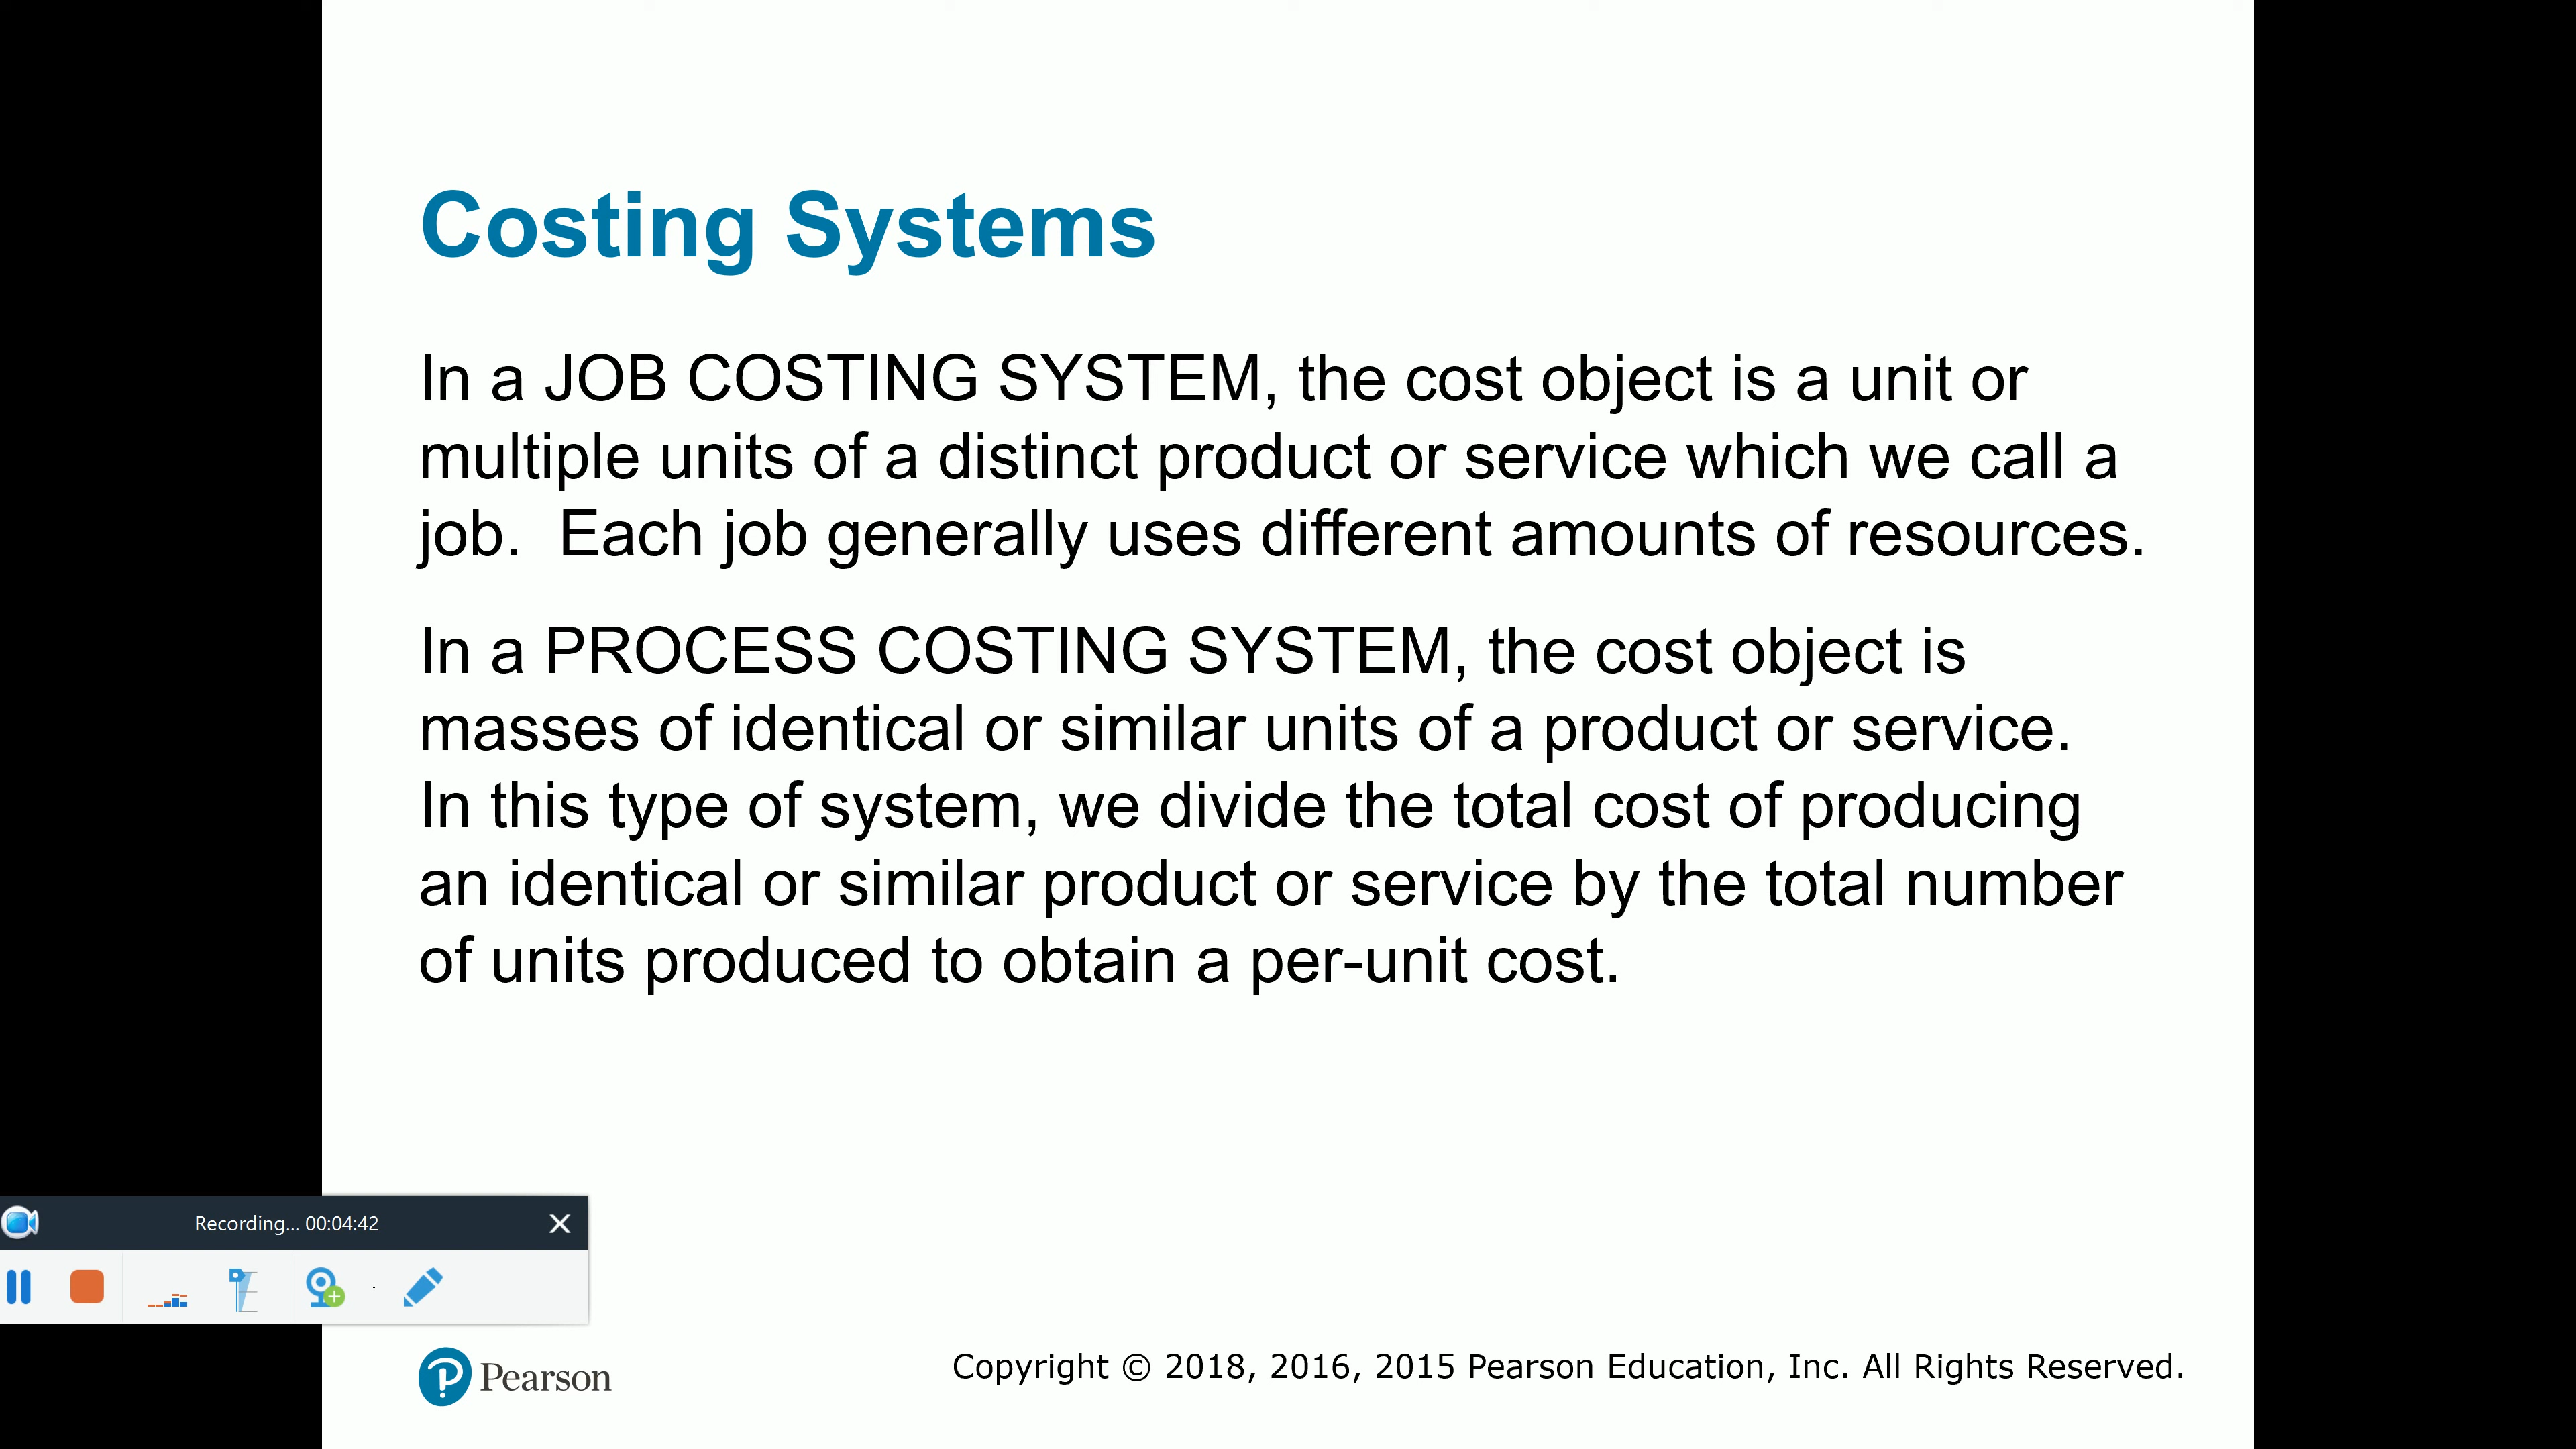 Costing Systems
In a JOB COSTING SYSTEM, the cost object is a unit or
multiple units of a distinct product or service which we call a
job.  Each job generally uses different amounts of resources.
In a PROCESS COSTING SYSTEM, the cost object is
masses of identical or similar units of a product or service.
In this type of system, we divide the total cost of producing
an identical or similar product or service by the total number
of units produced to obtain a per-unit cost.
Recording... 00:04:42
Pearson
Copyright © 2018, 2016, 2015 Pearson Education, Inc. All Rights Reserved.